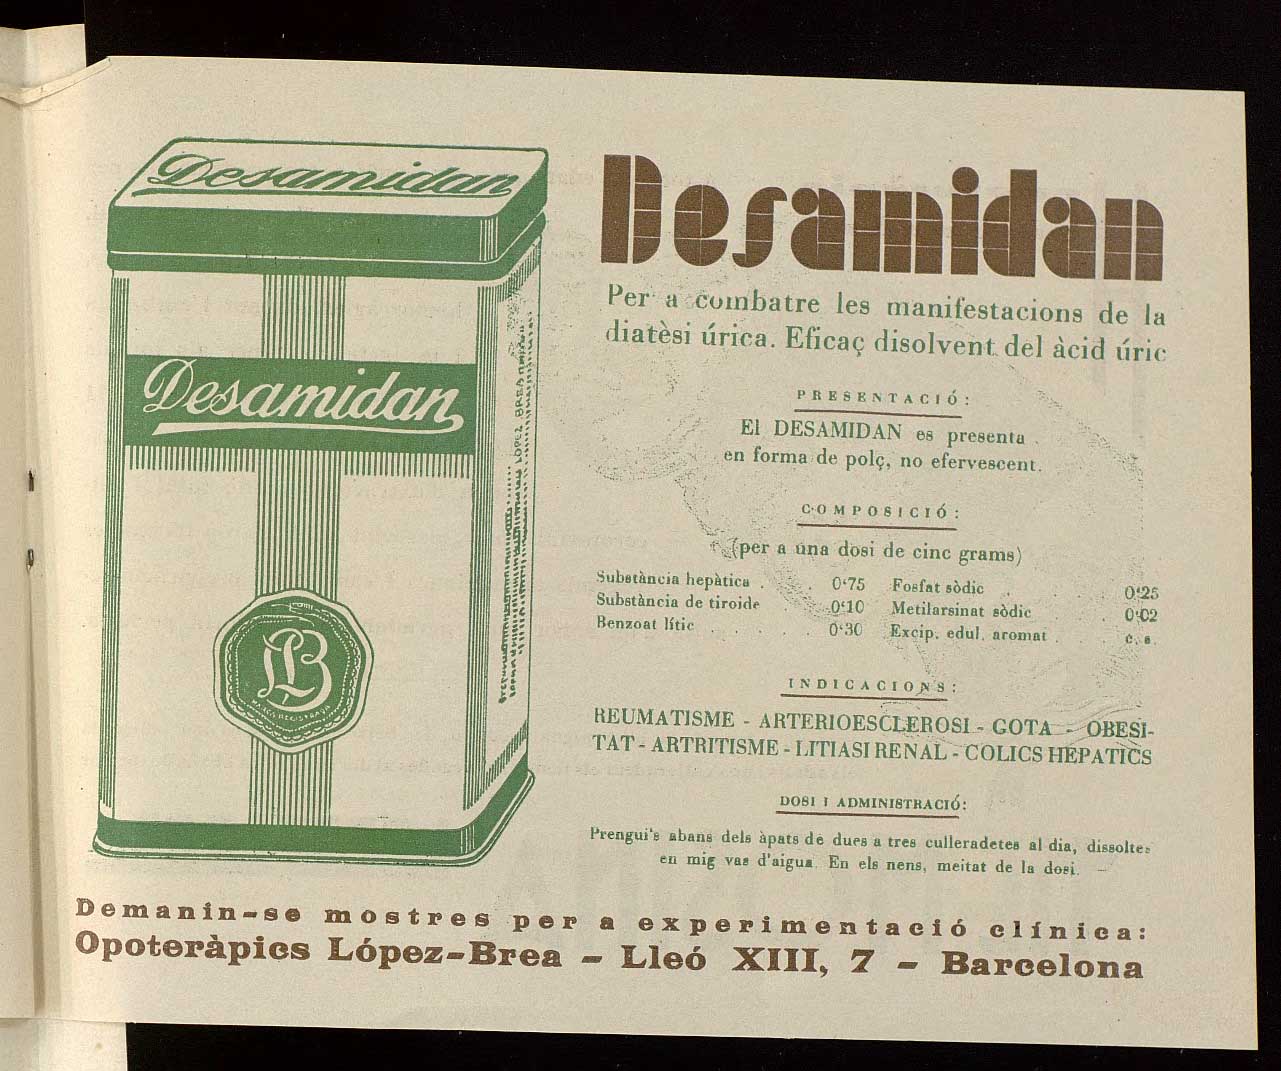 Desamidan
Desamidan
LB
MARCA REGISTRADA
LOPEZ BREA
Desamidan
Per a combatre les manifestacions de la
diatèsi úrica. Eficaç disolvent del àcid úric
PRESENTACIÓ:
El DESAMIDAN es presenta
en forma de polç, no efervescent.
COMPOSICIÓ:
(per a una dosi de cinc grams)
Substància hepàtica . . 0'75 Fosfat sòdic . . 0'25
Substància de tiroide . 0'10 Metilarsinat sòdic . 0'02
Benzoat lític . . . 0'30 Excip. edul. aromat . c. s.
INDICACIONS:
REUMATISME - ARTERIOESCLEROSI - GOTA - OBESI-
TAT - ARTRITISME - LITIASI RENAL - COLICS HEPATICS
DOSI I ADMINISTRACIÓ:
Prengui's abans dels àpats de dues a tres culleradetes al dia, dissoltes
en mig vas d'aigua. En els nens, meitat de la dosi.
Demanin-se mostres per a experimentació clínica:
Opoteràpics López-Brea - Lleó XIII, 7 - Barcelona